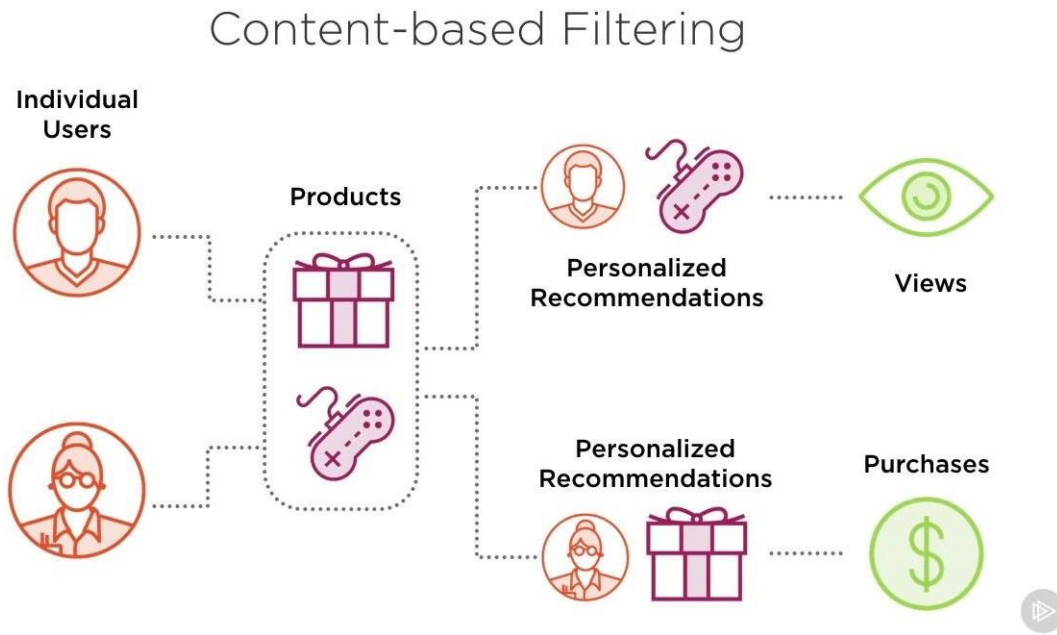 Content-based Filtering
Individual
Users
Products
Personalized
Recommendations
Views
Personalized
Recommendations
Purchases
$